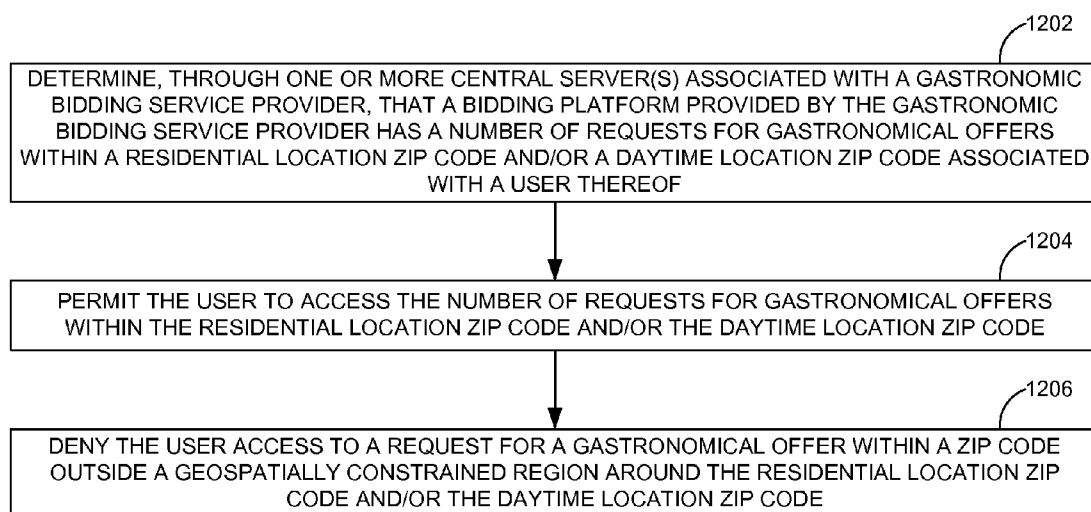 1202
DETERMINE, THROUGH ONE OR MORE CENTRAL SERVER(S) ASSOCIATED WITH A GASTRONOMIC
BIDDING SERVICE PROVIDER, THAT A BIDDING PLATFORM PROVIDED BY THE GASTRONOMIC
BIDDING SERVICE PROVIDER HAS A NUMBER OF REQUESTS FOR GASTRONOMICAL OFFERS
WITHIN A RESIDENTIAL LOCATION ZIP CODE AND/OR A DAYTIME LOCATION ZIP CODE ASSOCIATED
WITH A USER THEREOF
1204
PERMIT THE USER TO ACCESS THE NUMBER OF REQUESTS FOR GASTRONOMICAL OFFERS
WITHIN THE RESIDENTIAL LOCATION ZIP CODE AND/OR THE DAYTIME LOCATION ZIP CODE
1206
DENY THE USER ACCESS TO A REQUEST FOR A GASTRONOMICAL OFFER WITHIN A ZIP CODE
OUTSIDE A GEOSPATIALLY CONSTRAINED REGION AROUND THE RESIDENTIAL LOCATION ZIP
CODE AND/OR THE DAYTIME LOCATION ZIP CODE